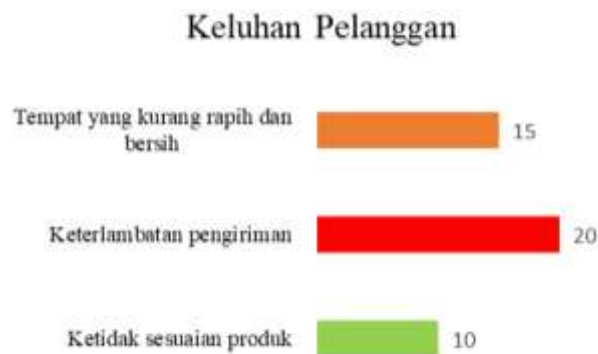 Keluhan Pelanggan
Tempat yang kurang rapih dan
bersih
15
Keterlambatan pengiriman
20
Ketidak sesuaian produk
10